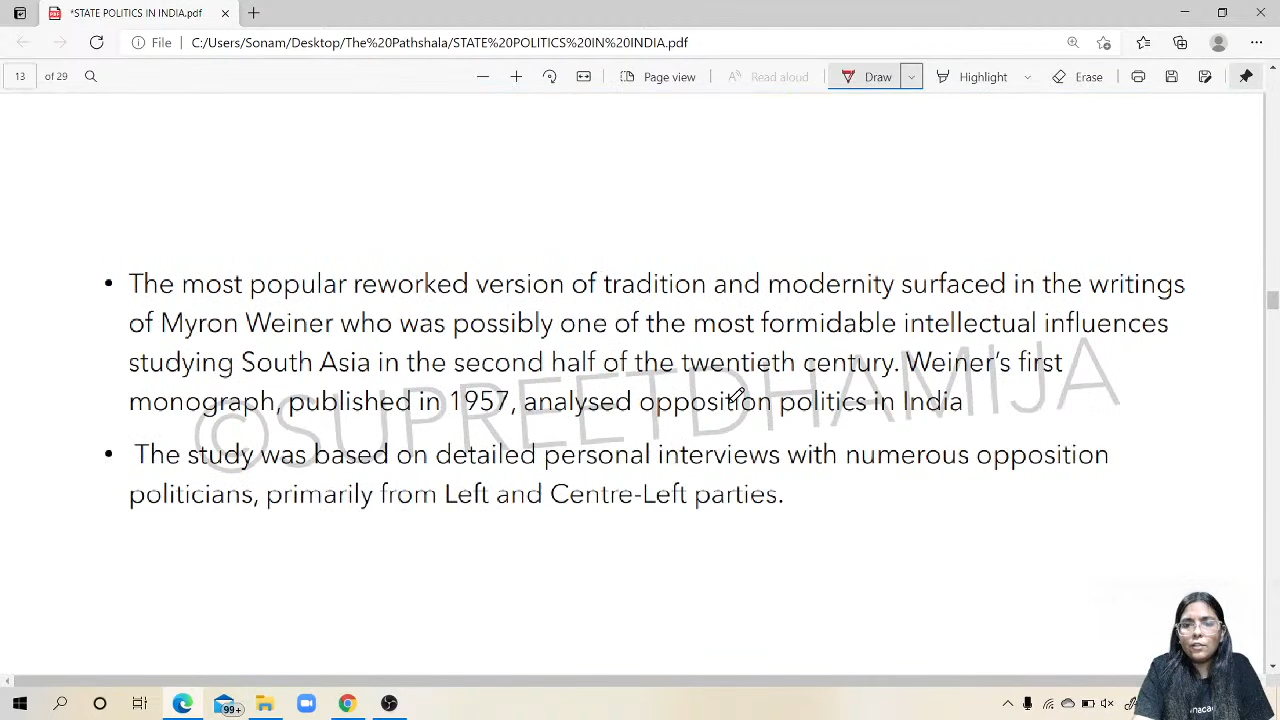 *STATE POLITICS IN INDIA.pdf
File C:/Users/Sonam/Desktop/The%20Pathshala/STATE%20POLITICS%20IN%20INDIA.pdf
13 of 29 Page view Read aloud Draw Highlight Erase
• The most popular reworked version of tradition and modernity surfaced in the writings
of Myron Weiner who was possibly one of the most formidable intellectual influences
studying South Asia in the second half of the twentieth century. Weiner’s first
monograph, published in 1957, analysed opposition politics in India
©SUPREETDHAMIJA
• The study was based on detailed personal interviews with numerous opposition
politicians, primarily from Left and Centre-Left parties.
99+